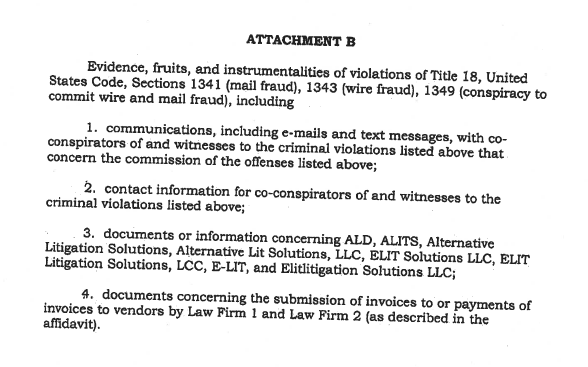 ATTACHMENT B
Evidence, fruits, and instrumentalities of violations of Title 18, United
States Code, Sections 1341 (mail fraud), 1343 (wire fraud), 1349 (conspiracy to
commit wire and mail fraud), including
1. communications, including e-mails and text messages, with co-
conspirators of and witnesses to the criminal violations listed above that
concern the commission of the offenses listed above;
2. contact information for co-conspirators of and witnesses to the
criminal violations listed above;
3. documents or information concerning ALD, ALITS, Alternative
Litigation Solutions, Alternative Lit Solutions, LLC, ELIT Solutions LLC, ELIT
Litigation Solutions, LCC, E-LIT, and Elitlitigation Solutions LLC;
4. documents concerning the submission of invoices to or payments of
invoices to vendors by Law Firm 1 and Law Firm 2 (as described in the
affidavit).